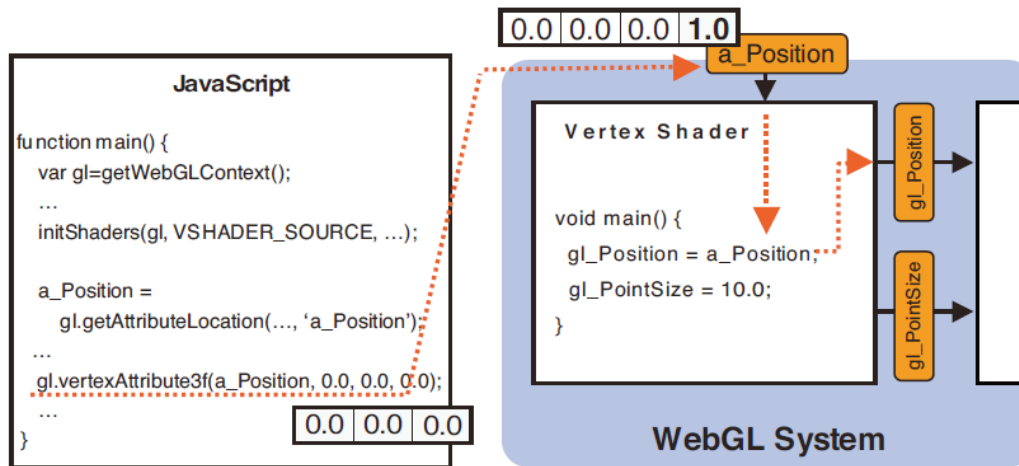 0.0 0.0 0.0 1.0
a_Position
JavaScript
function main() {
var gl=getWebGLContext();
…
initShaders(gl, VSHADER_SOURCE, …);
a_Position =
gl.getAttributeLocation(…, ‘a_Position’);
…
gl.vertexAttribute3f(a_Position, 0.0, 0.0, 0.0);
…
}
0.0 0.0 0.0
Vertex Shader
void main() {
gl_Position = a_Position;
gl_PointSize = 10.0;
}
gl_Position
gl_PointSize
WebGL System